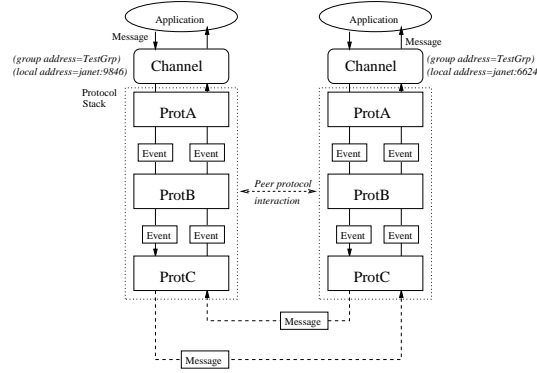 Application
Message
(group address=TestGrp)
(local address=janet:9846)
Channel
Protocol
Stack
ProtA
Event
Event
ProtB
Event
Event
ProtC
Peer protocol
interaction
Application
Message
(group address=TestGrp)
(local address=janet:6624
Channel
ProtA
Event
Event
ProtB
Event
Event
ProtC
Message
Message